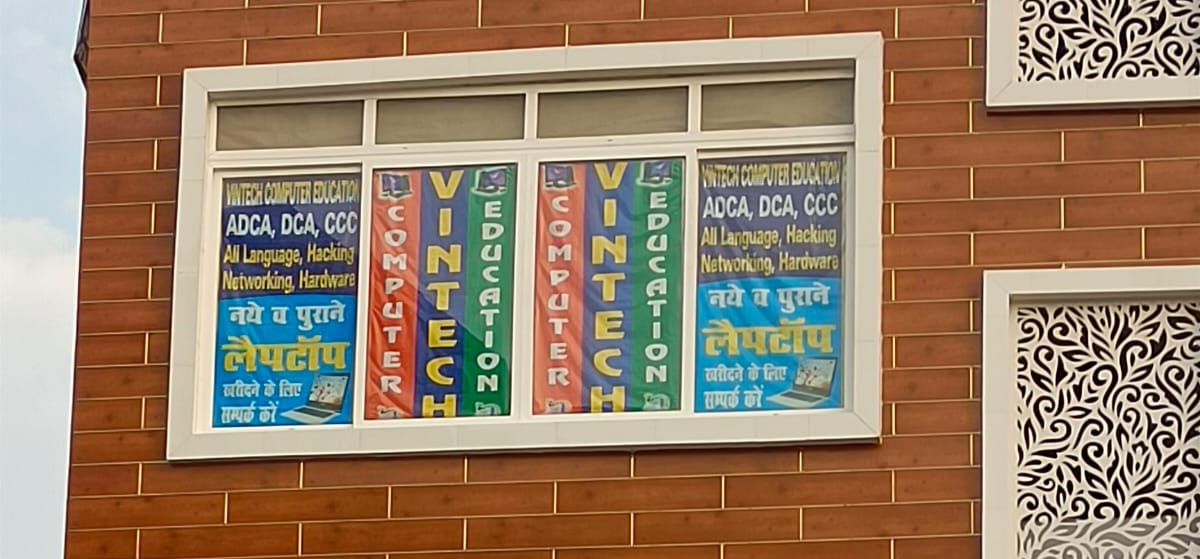 VINTECH COMPUTER EDUCATION
ADCA, DCA, CCC
All Language, Hacking
Networking, Hardware
नये व पुराने
लैपटॉप
खरीदने के लिए
सम्पर्क करें
COMPUTER
VINTECH
EDUCATION
COMPUTER
VINTECH
EDUCATION
VINTECH COMPUTER EDUCATION
ADCA, DCA, CCC
All Language, Hacking
Networking, Hardware
नये व पुराने
लैपटॉप
खरीदने के लिए
सम्पर्क करें